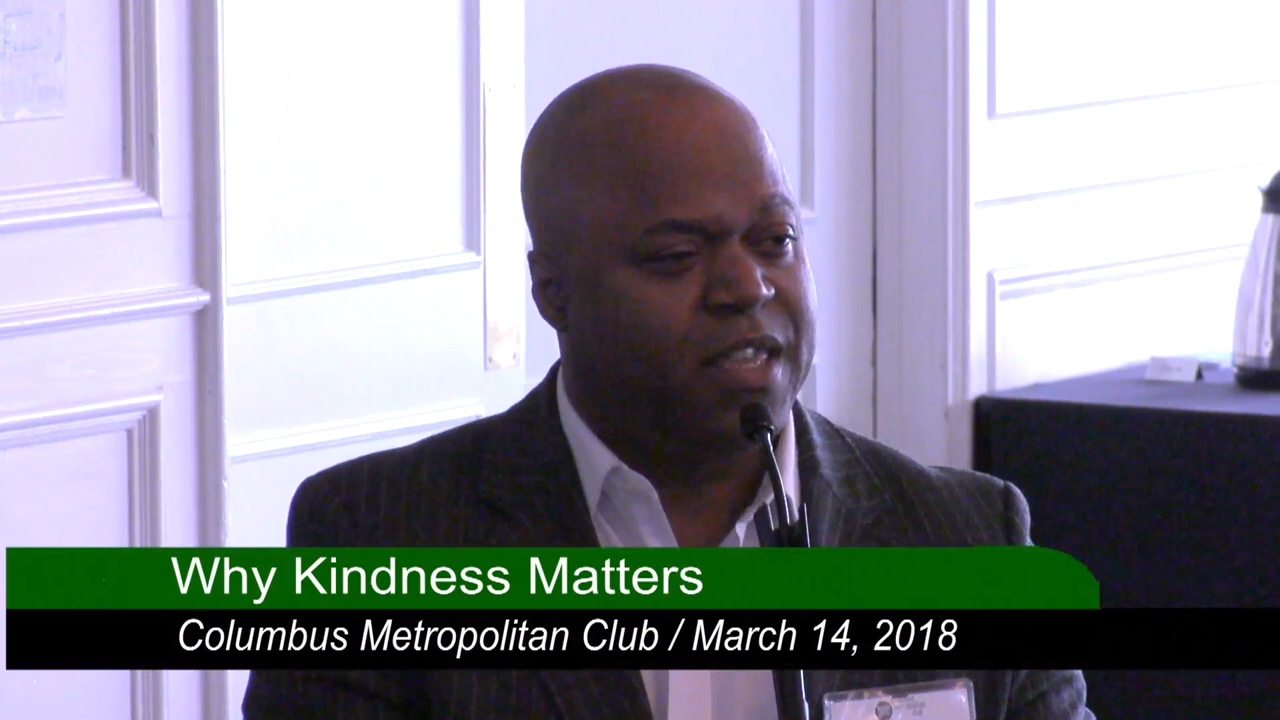 Why Kindness Matters
Columbus Metropolitan Club / March 14, 2018